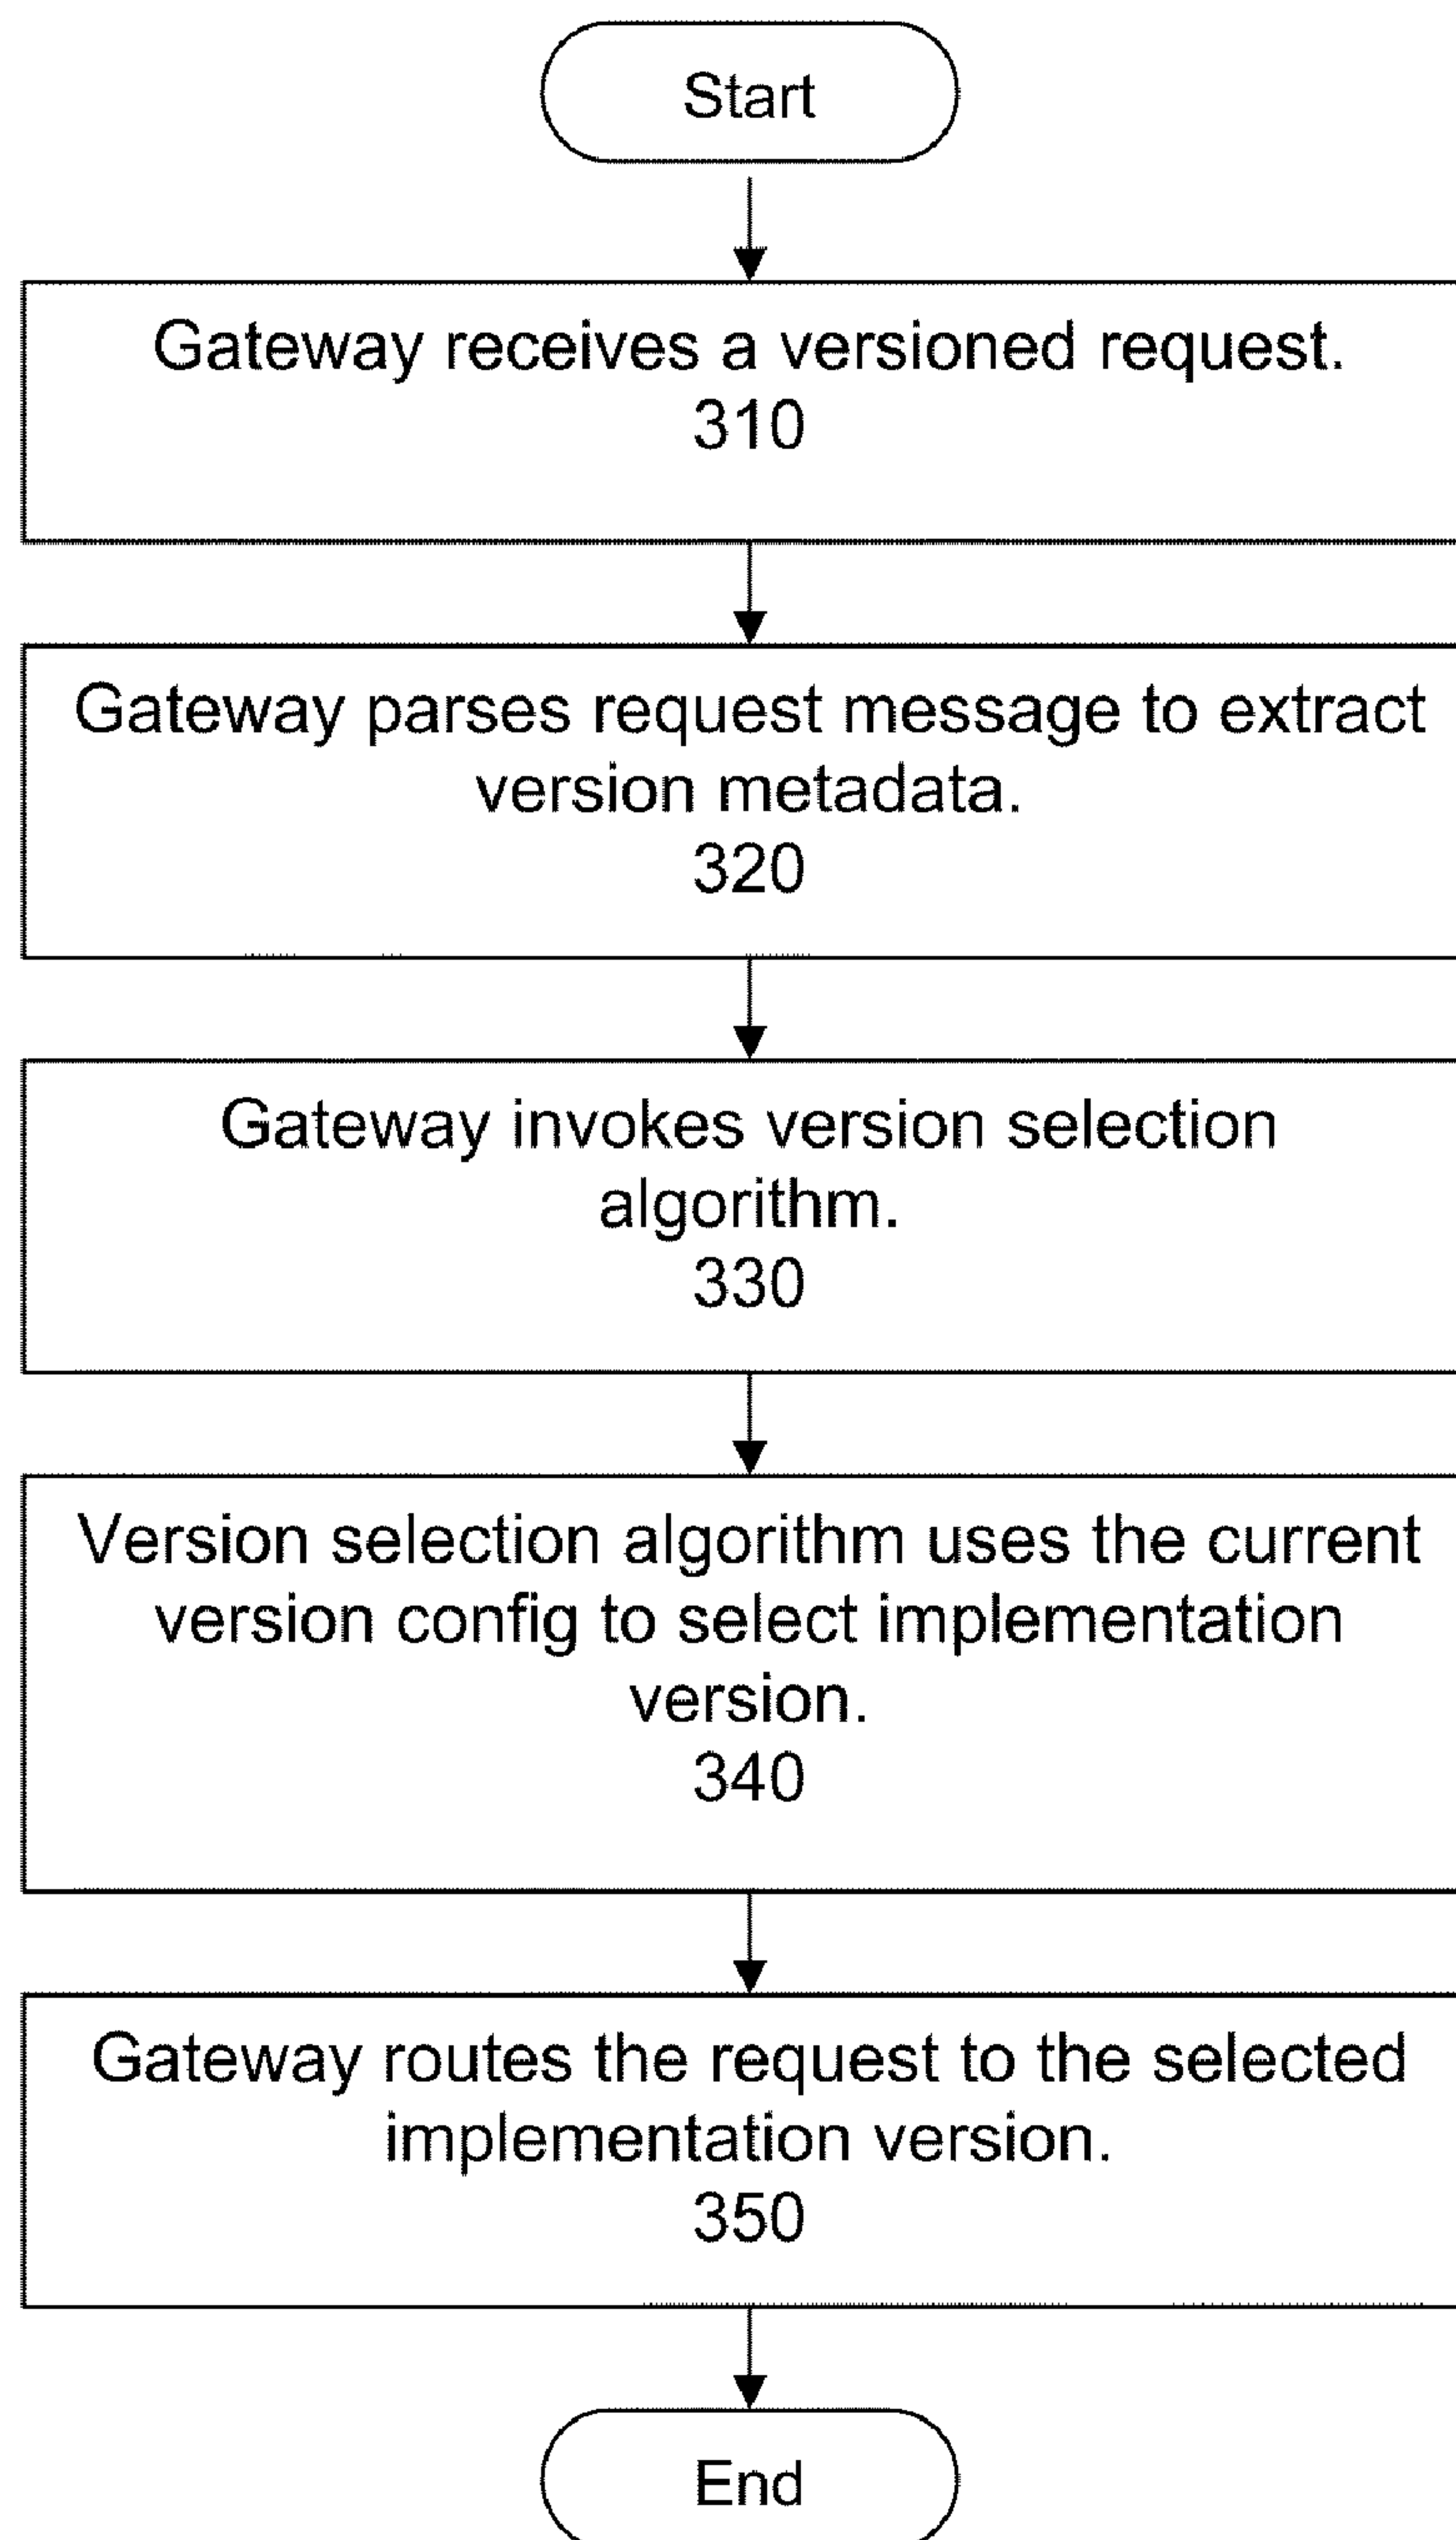 Start
Gateway receives a versioned request.
310
Gateway parses request message to extract
version metadata.
320
Gateway invokes version selection
algorithm.
330
Version selection algorithm uses the current
version config to select implementation
version.
340
Gateway routes the request to the selected
implementation version.
350
End